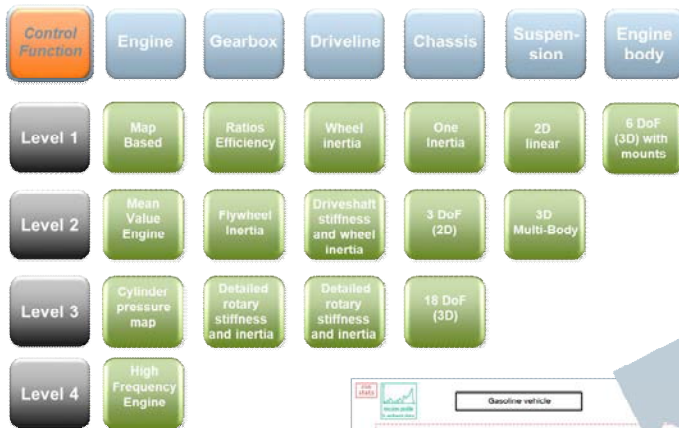 Control
Function
Engine
Gearbox
Driveline
Chassis
Suspen-
sion
Engine
body
Level 1
Map
Based
Ratios
Efficiency
Wheel
inertia
One
Inertia
2D
linear
6 DoF
(3D) with
mounts
Level 2
Mean
Value
Engine
Flywheel
Inertia
Driveshaft
stiffness
and wheel
inertia
3 DoF
(2D)
3D
Multi-Body
Level 3
Cylinder
pressure
map
Detailed
rotary
stiffness
and inertia
Detailed
rotary
stiffness
and inertia
18 DoF
(3D)
Level 4
High
Frequency
Engine
Gasoline vehicle